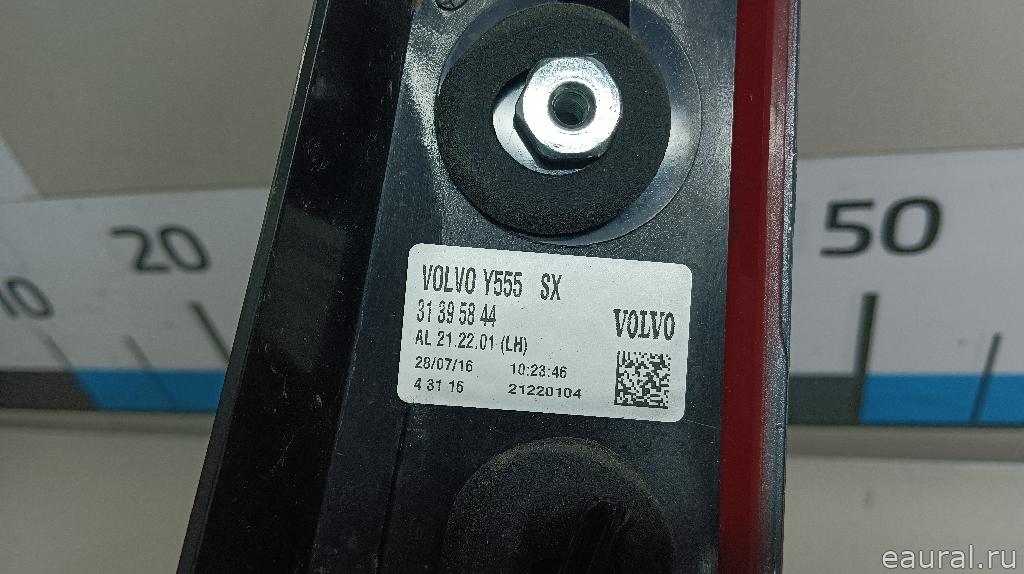 VOLVO Y555 SX
31 39 58 44
VOLVO
AL 21.22.01 (LH)
28/07/16 10:23:46
4 31 16 21220104
10
20
50
eaural.ru